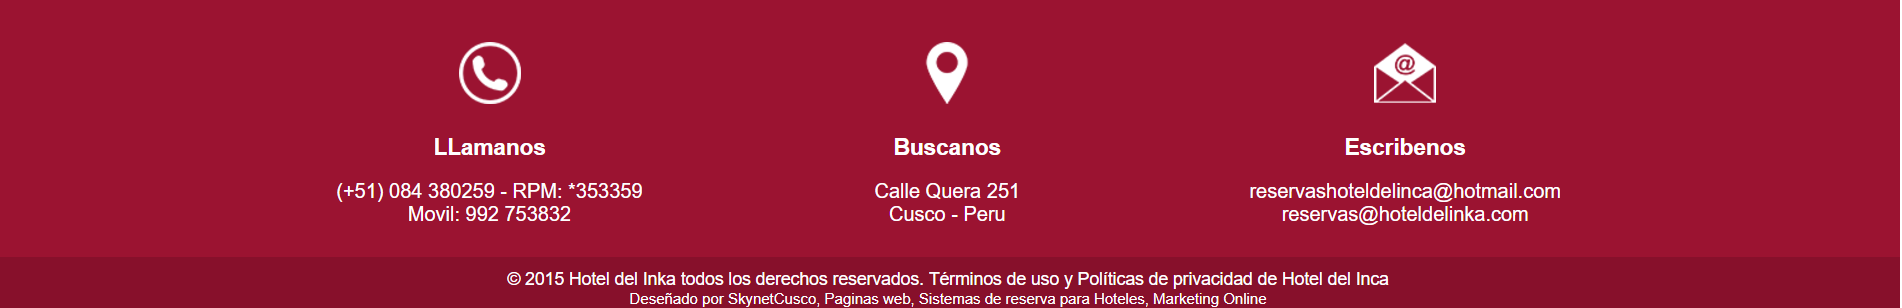 LLamanos
(+51) 084 380259 - RPM: *353359
Movil: 992 753832
Buscanos
Calle Quera 251
Cusco - Peru
@
Escribenos
reservashoteldelinca@hotmail.com
reservas@hoteldelinka.com
© 2015 Hotel del Inka todos los derechos reservados. Términos de uso y Políticas de privacidad de Hotel del Inca
Deseñado por SkynetCusco, Paginas web, Sistemas de reserva para Hoteles, Marketing Online